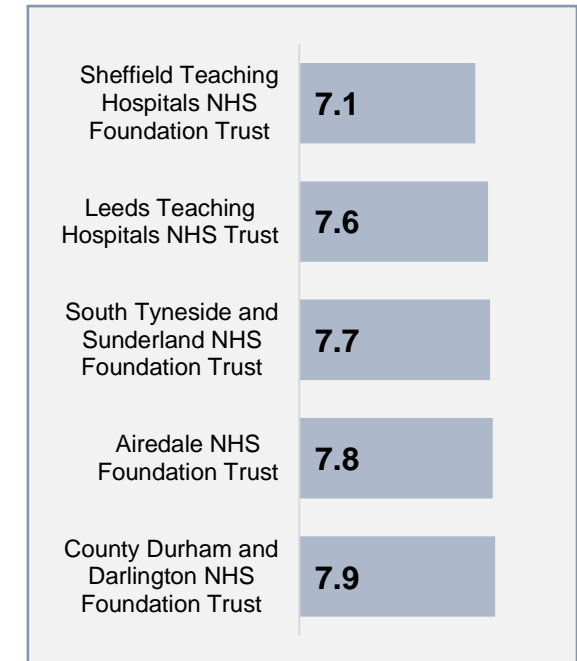 Sheffield Teaching
Hospitals NHS
Foundation Trust
7.1
Leeds Teaching
Hospitals NHS Trust
7.6
South Tyneside and
Sunderland NHS
Foundation Trust
7.7
Airedale NHS
Foundation Trust
7.8
County Durham and
Darlington NHS
Foundation Trust
7.9